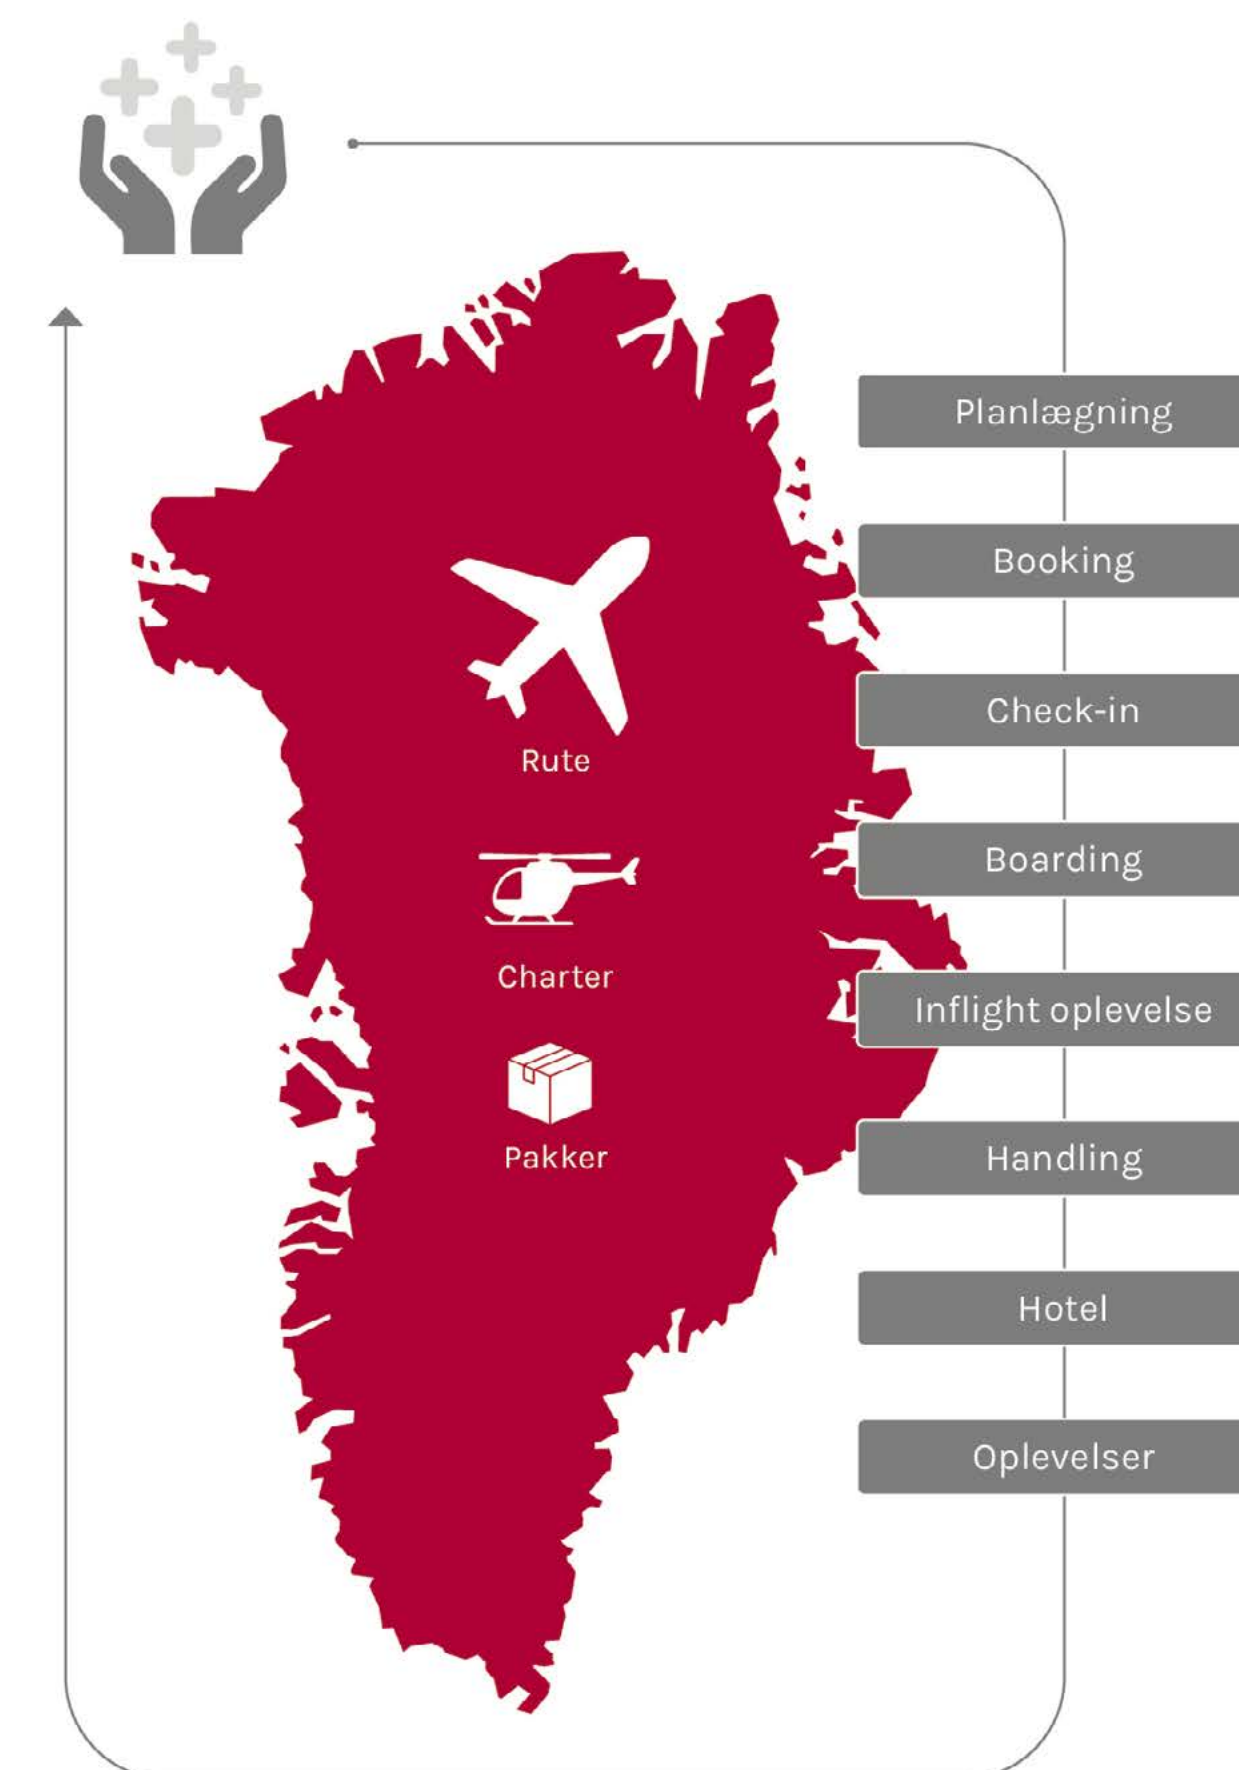 Planlægning
Booking
Check-in
Rute
Boarding
Charter
Inflight oplevelse
Pakker
Handling
Hotel
Oplevelser